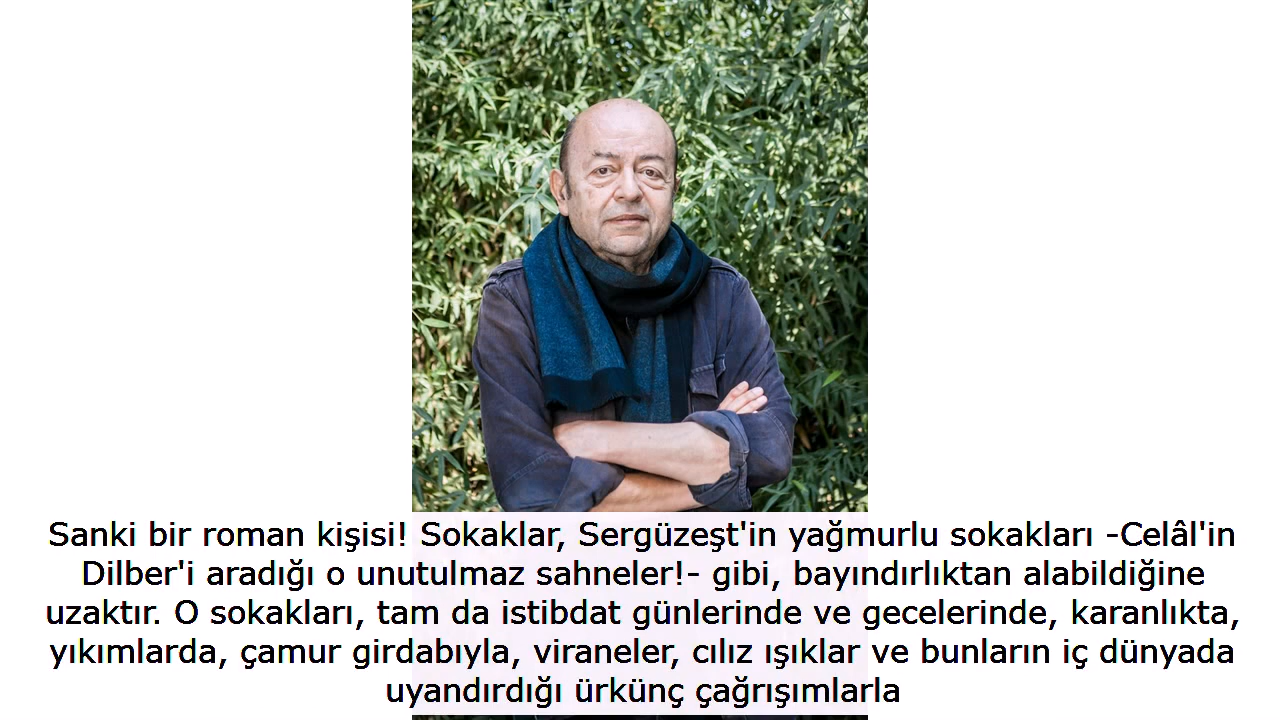 Sanki bir roman kişisi! Sokaklar, Sergüzeşt'in yağmurlu sokakları -Celâl'in
Dilber'i aradığı o unutulmaz sahneler!- gibi, bayındırlıktan alabildiğine
uzaktır. O sokakları, tam da istibdat günlerinde ve gecelerinde, karanlıkta,
yıkımlarda, çamur girdabıyla, viraneler, cılız ışıklar ve bunların iç dünyada
uyandırdığı ürkünç çağrışımlarla